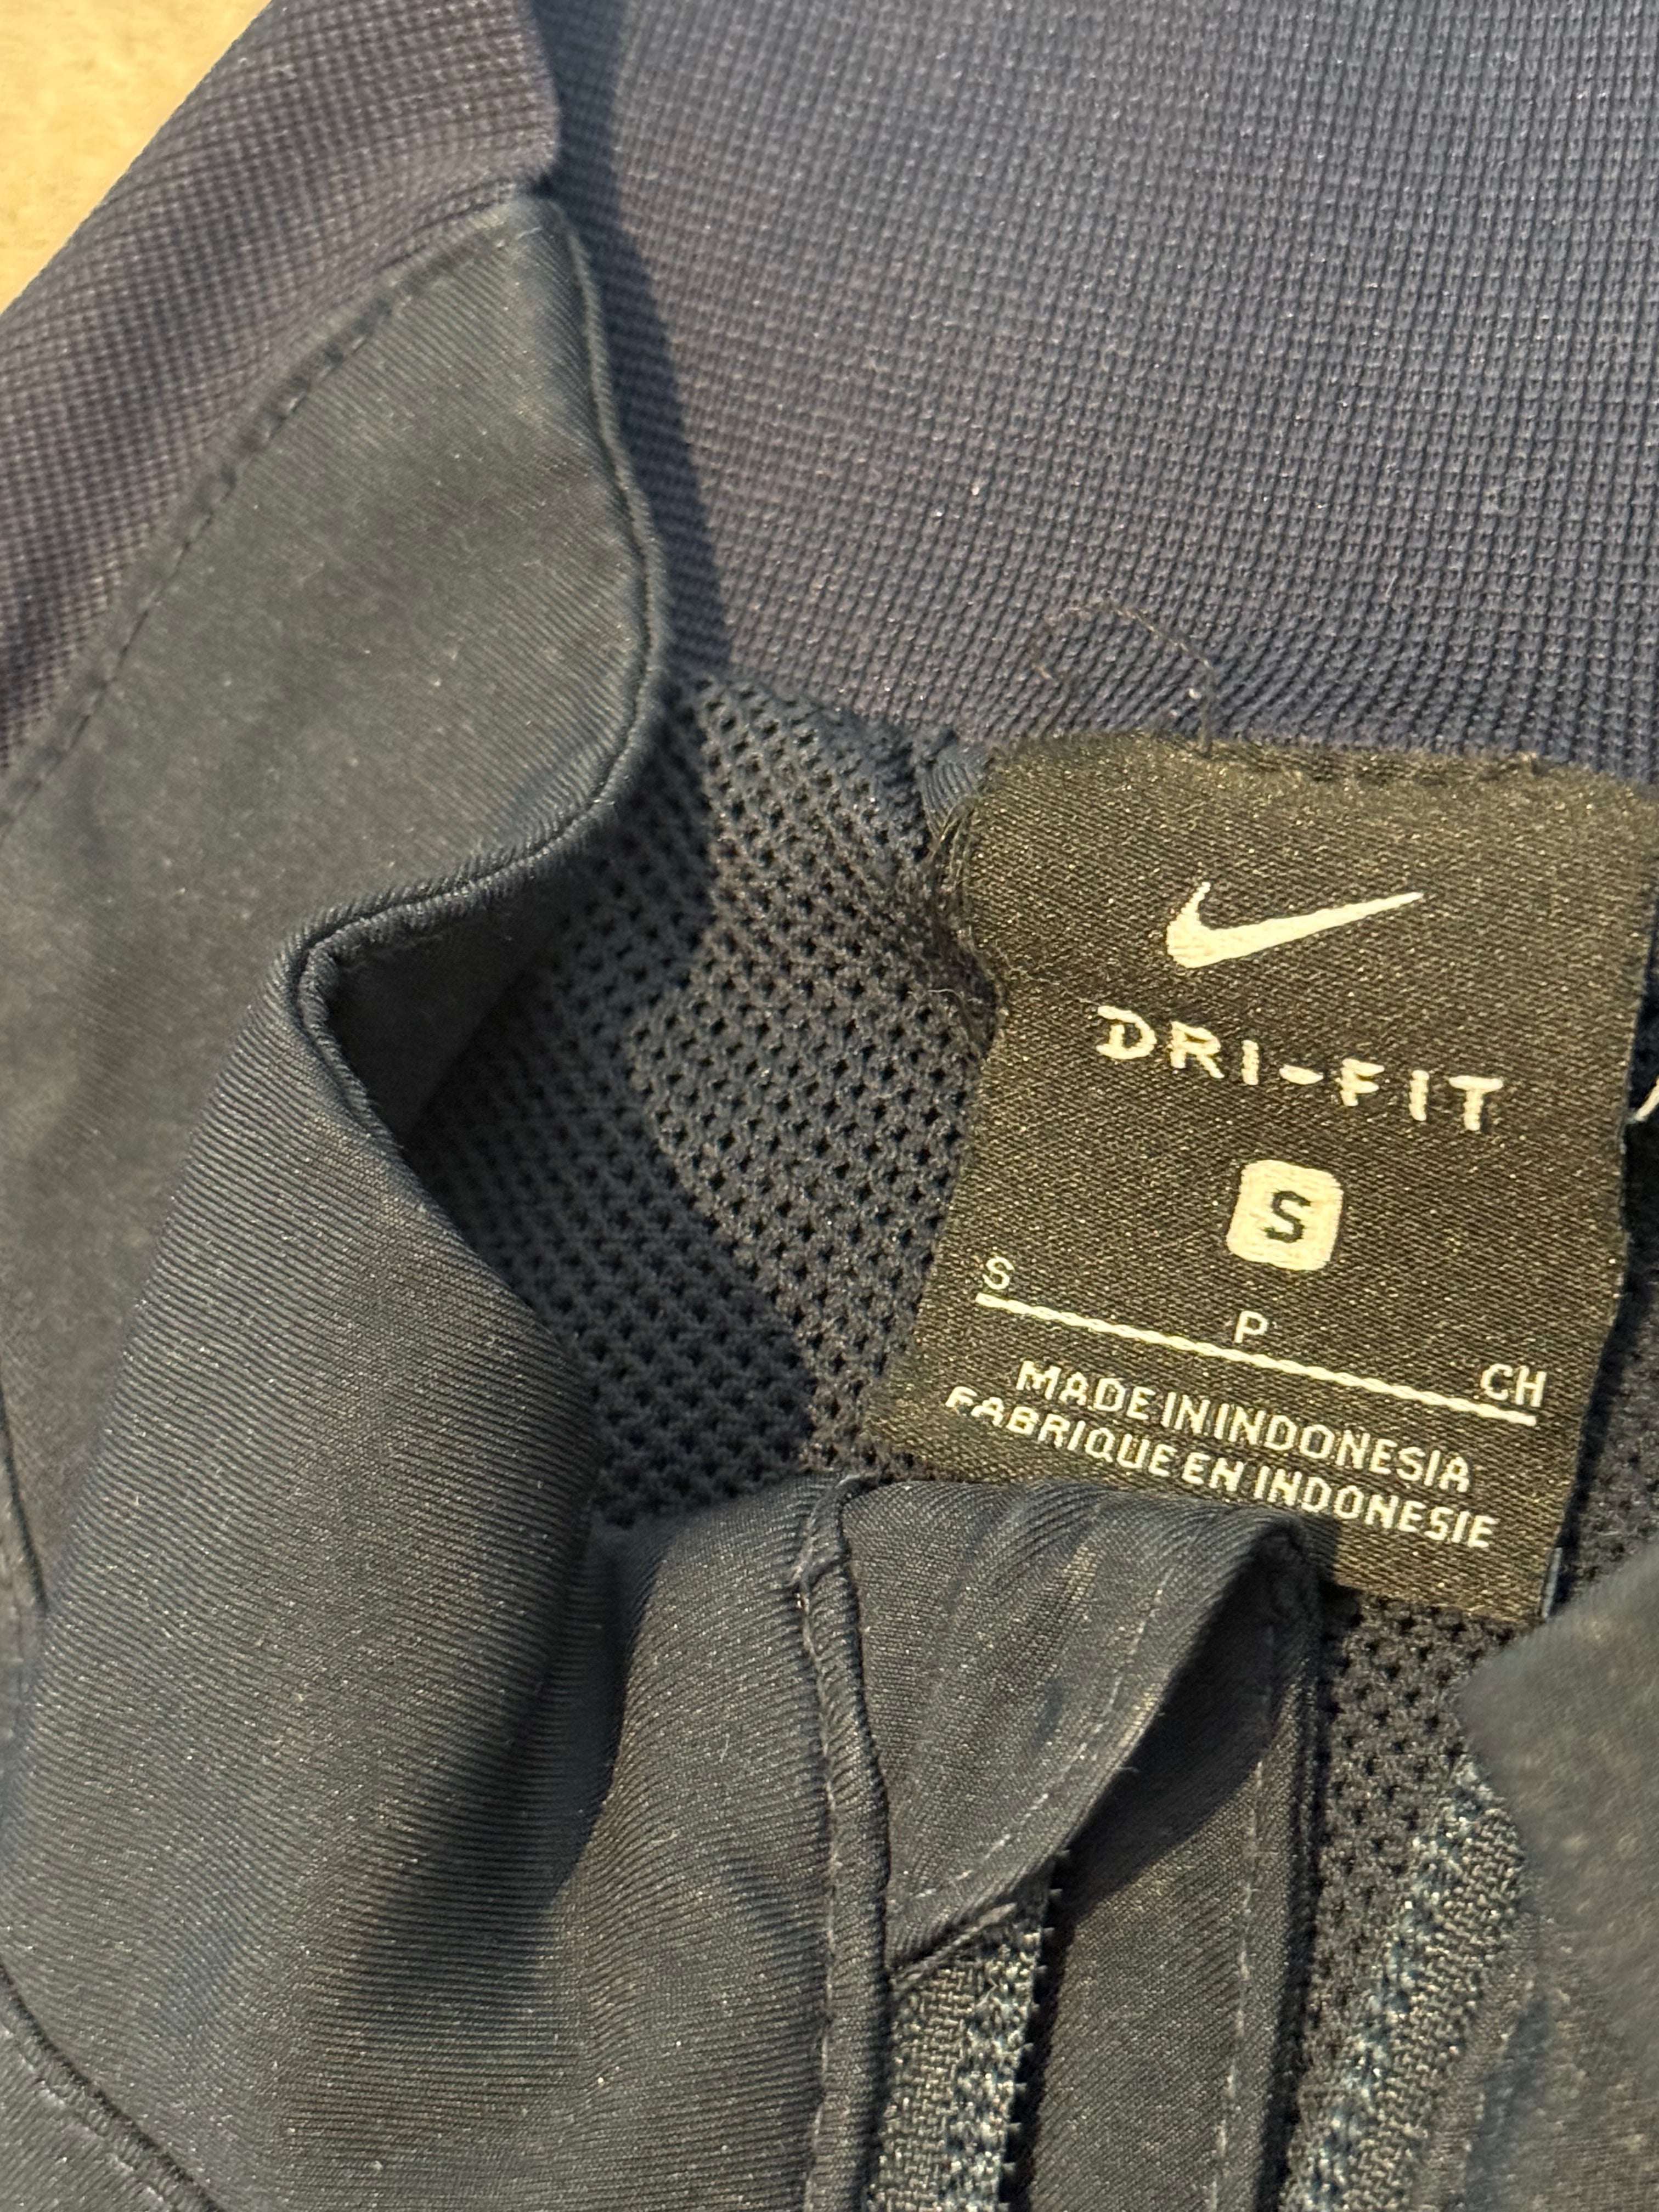 DRI-FIT
S
S
P
CH
MADE IN INDONESIA
FABRIQUE EN INDONESIE